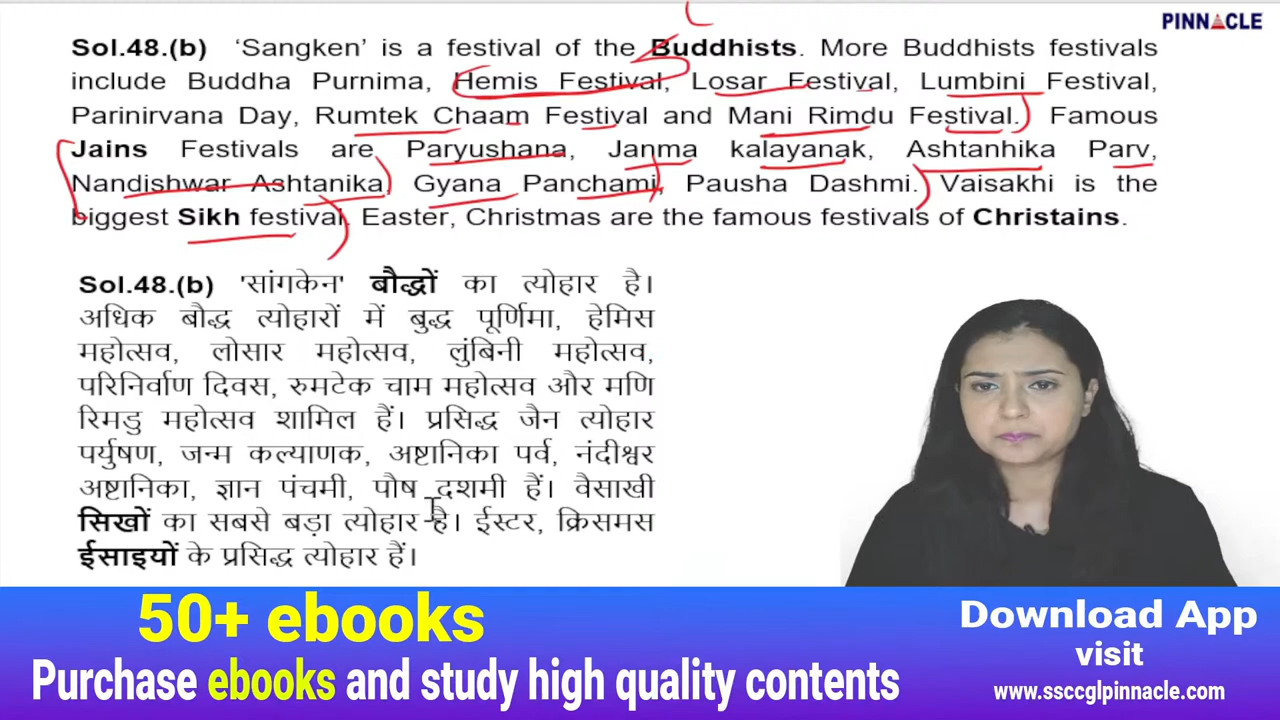 PINNACLE
Sol.48.(b) ‘Sangken’ is a festival of the Buddhists. More Buddhists festivals
include Buddha Purnima, Hemis Festival, Losar Festival, Lumbini Festival,
Parinirvana Day, Rumtek Chaam Festival and Mani Rimdu Festival. Famous
Jains Festivals are Paryushana, Janma kalayanak, Ashtanhika Parv,
Nandishwar Ashtanika, Gyana Panchami, Pausha Dashmi. Vaisakhi is the
biggest Sikh festival. Easter, Christmas are the famous festivals of Christains.
Sol.48.(b) 'सांगकेन' बौद्धों का त्योहार है।
अधिक बौद्ध त्योहारों में बुद्ध पूर्णिमा, हेमिस
महोत्सव, लोसार महोत्सव, लुंबिनी महोत्सव,
परिनिर्वाण दिवस, रुमटेक चाम महोत्सव और मणि
रिमडु महोत्सव शामिल हैं। प्रसिद्ध जैन त्योहार
पर्युषण, जन्म कल्याणक, अष्टानिका पर्व, नंदीश्वर
अष्टानिका, ज्ञान पंचमी, पौष दशमी हैं। वैसाखी
सिखों का सबसे बड़ा त्योहार है। ईस्टर, क्रिसमस
ईसाइयों के प्रसिद्ध त्योहार हैं।
50+ ebooks
Purchase ebooks and study high quality contents
Download App
visit
www.ssccglpinnacle.com